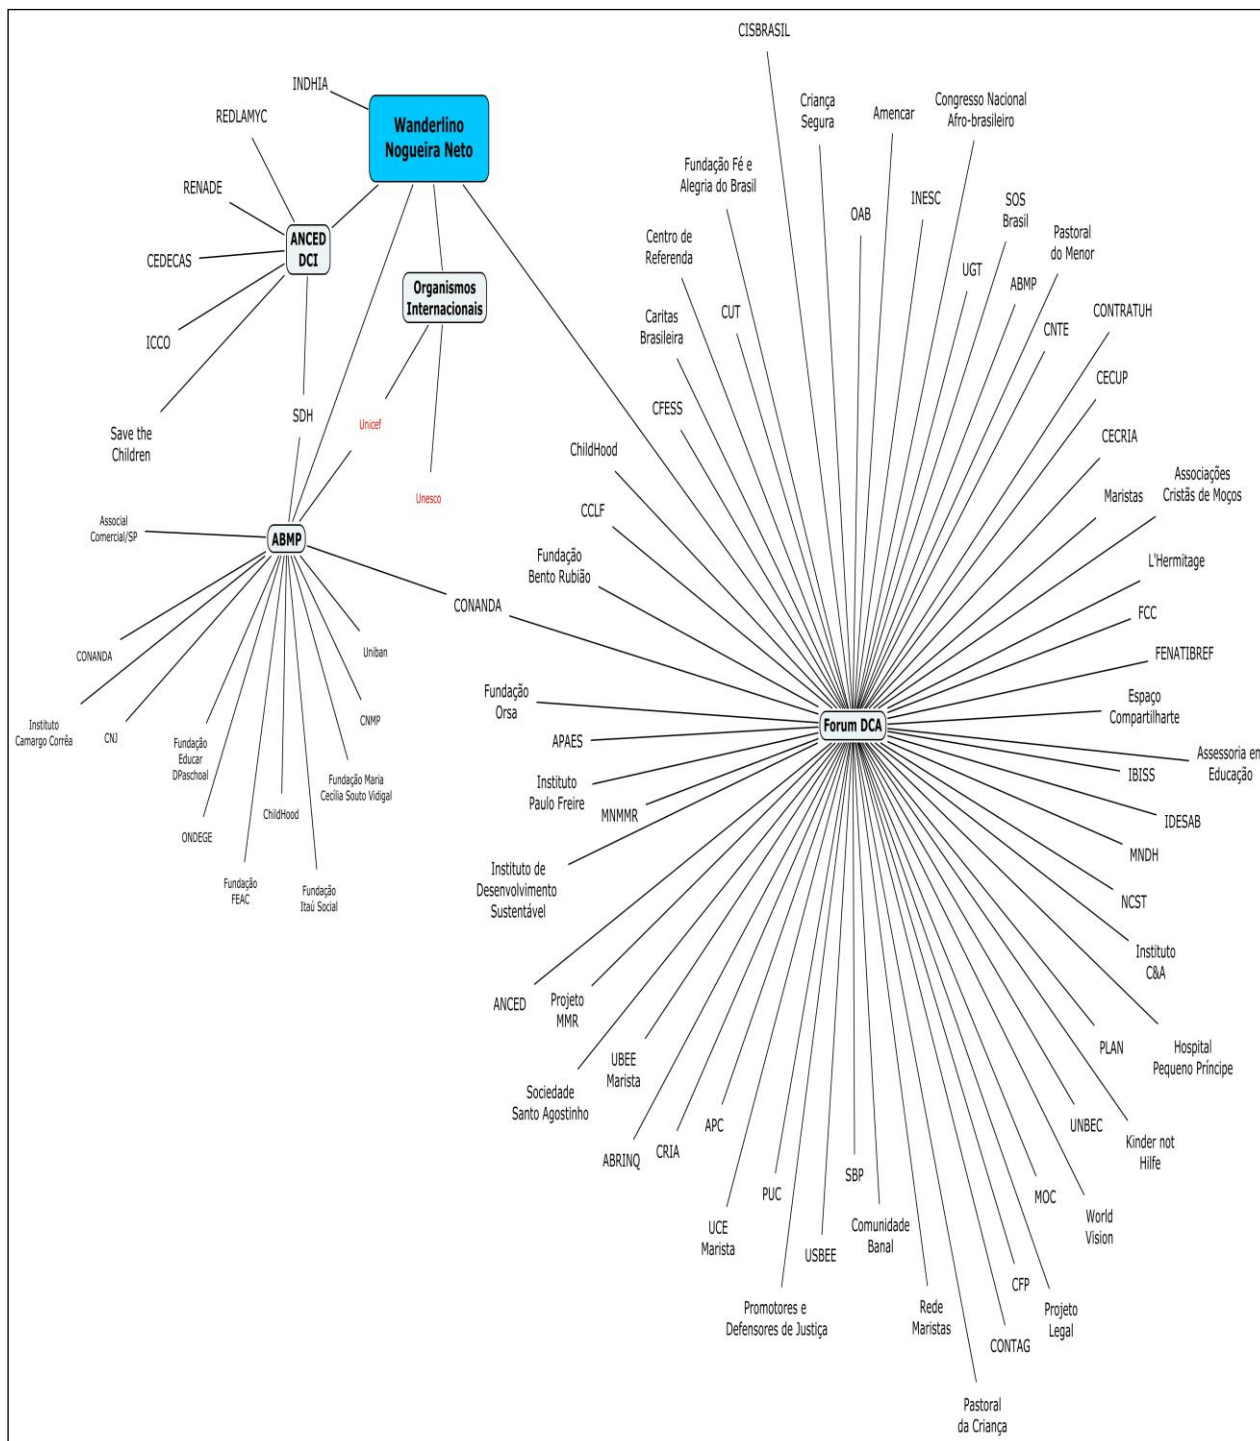 CISBRASIL
INDHIA
Wanderlino
Nogueira Neto
REDLAMYC
RENADE
ANCED
DCI
CEDECAS
ICCO
Save the
Children
Organismos
Internacionais
SDH
Unicef
Unesco
Associal
Comercial/SP
ABMP
CONANDA
CONANDA
Instituto
Camargo Corrêa
CNJ
Fundação
Educar
DPaschoal
ONDEGE
Fundação
FEAC
ChildHood
Fundação
Itaú Social
Fundação Maria
Cecília Souto Vidigal
CNMP
Uniban
Criança
Segura
Amencar
Congresso Nacional
Afro-brasileiro
Fundação Fé e
Alegria do Brasil
OAB
INESC
SOS
Brasil
Pastoral
do Menor
Centro de
Referenda
UGT
ABMP
CONTRATUH
Caritas
Brasileira
CUT
CNTE
CECUP
CFESS
CECRIA
ChildHood
Maristas
Associações
Cristãs de Moços
CCLF
L'Hermitage
Fundação
Bento Rubião
FCC
FENATIBREF
Fundação
Orsa
Forum DCA
Espaço
Compartilharte
APAES
IBISS
Assessoria em
Educação
Instituto
Paulo Freire
MNMMR
IDESAB
MNDH
Instituto de
Desenvolvimento
Sustentável
NCST
Instituto
C&A
ANCED
Projeto
MMR
PLAN
Hospital
Pequeno Príncipe
UBEE
Marista
Sociedade
Santo Agostinho
APC
UNBEC
Kinder not
Hilfe
ABRINQ
CRIA
PUC
SBP
MOC
World
Vision
UCE
Marista
USBEE
Comunidade
Banal
CFP
Promotores e
Defensores de Justiça
Rede
Maristas
Projeto
Legal
CONTAG
Pastoral
da Criança